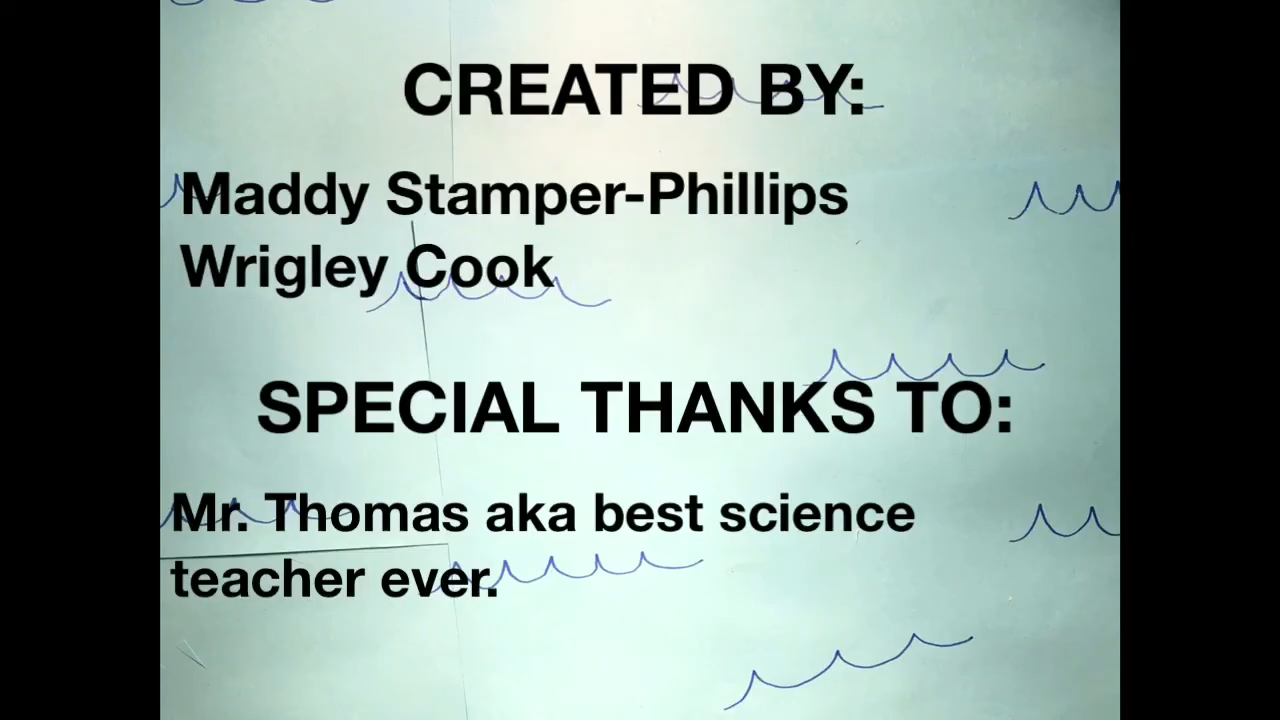 CREATED BY:
Maddy Stamper-Phillips
Wrigley Cook
SPECIAL THANKS TO:
Mr. Thomas aka best science
teacher ever.